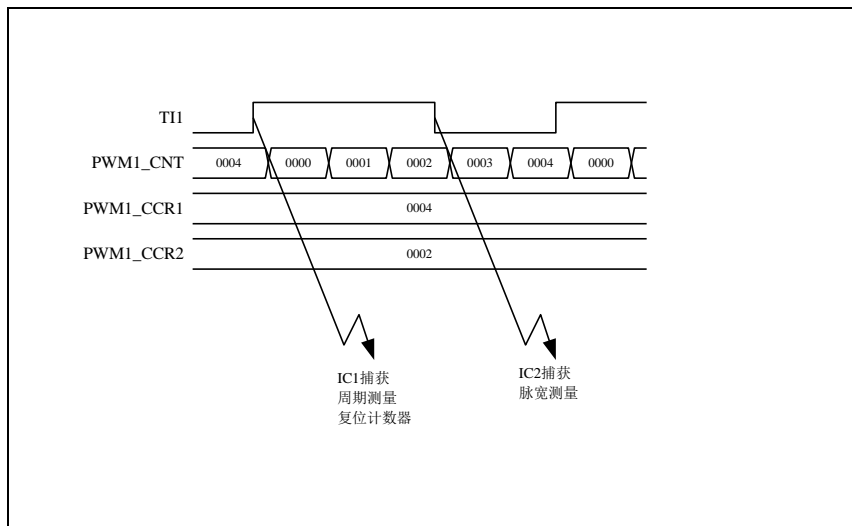 TI1
PWM1_CNT 0004 0000 0001 0002 0003 0004 0000
PWM1_CCR1 0004
PWM1_CCR2 0002
IC1捕获
周期测量
复位计数器
IC2捕获
脉宽测量